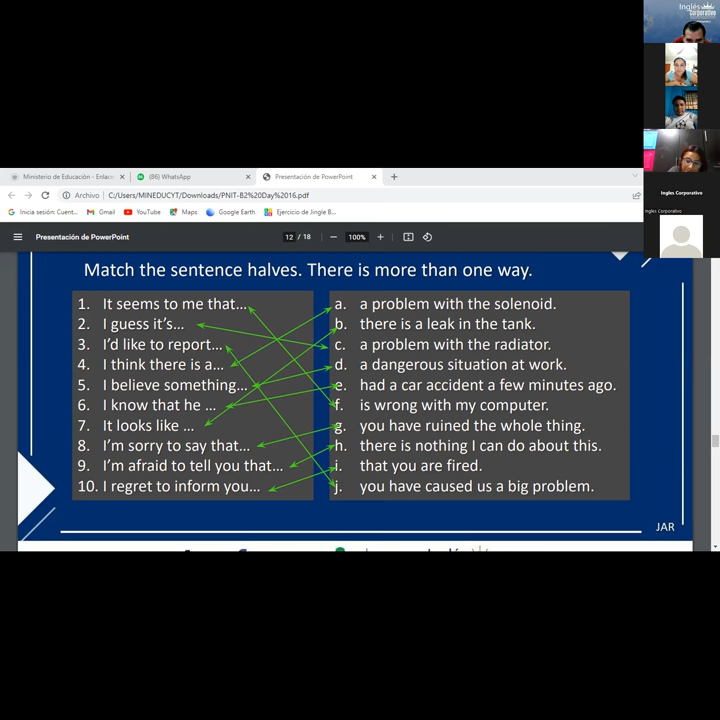 Inglés
corporativo
Ministerio de Educación - Enlac
(86) WhatsApp
Presentación de PowerPoint
Archivo
C:/Users/MINEDUCYT/Downloads/PNIT-B2%20Day%2016.pdf
Inicia sesión: Cuent...
Gmail
YouTube
Maps
Google Earth
Ejercicio de Jingle B...
Ingles Corporativo
Ingles Corporativo
Presentación de PowerPoint
12 / 18
100%
Match the sentence halves. There is more than one way.
1. It seems to me that...
2. I guess it's...
3. I'd like to report...
4. I think there is a...
5. I believe something...
6. I know that he ...
7. It looks like ...
8. I'm sorry to say that...
9. I'm afraid to tell you that...
10. I regret to inform you...
a. a problem with the solenoid.
b. there is a leak in the tank.
c. a problem with the radiator.
d. a dangerous situation at work.
e. had a car accident a few minutes ago.
f. is wrong with my computer.
g. you have ruined the whole thing.
h. there is nothing I can do about this.
i. that you are fired.
j. you have caused us a big problem.
JAR